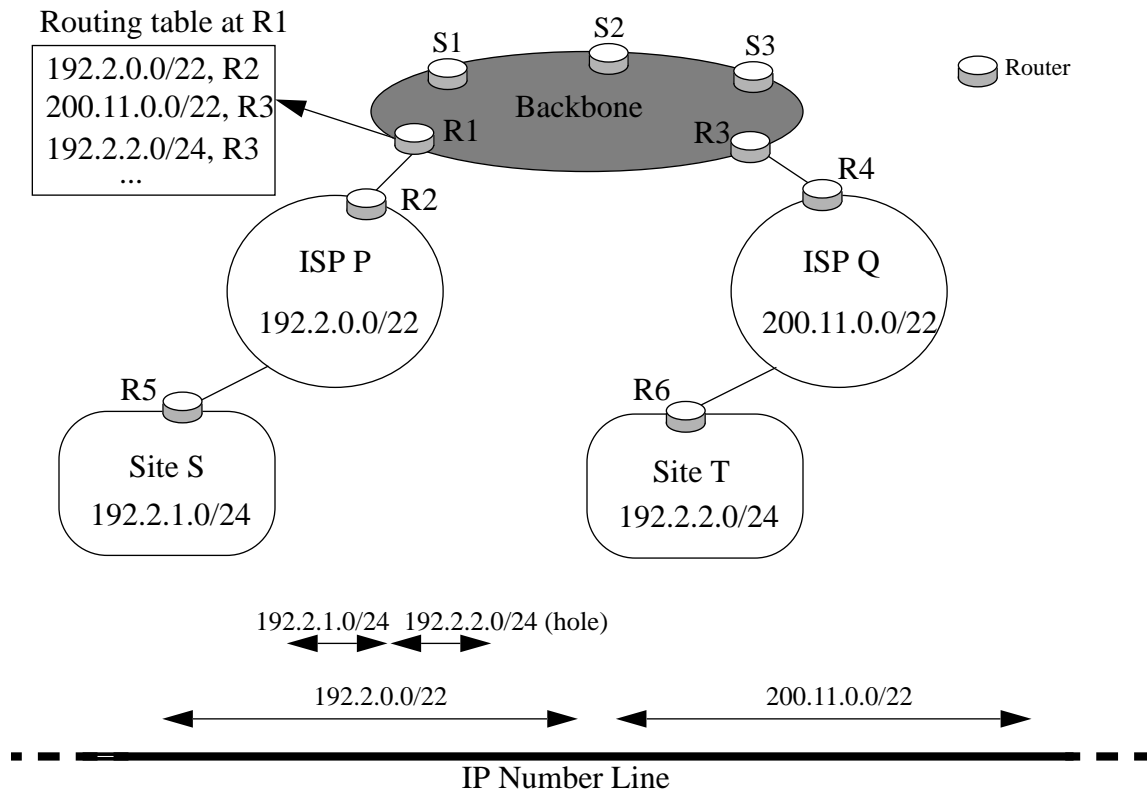 Routing table at R1
192.2.0.0/22, R2
200.11.0.0/22, R3
192.2.2.0/24, R3
...
S1
S2
S3
Router
Backbone
R1
R3
R2
R4
ISP P
192.2.0.0/22
ISP Q
200.11.0.0/22
R5
R6
Site S
192.2.1.0/24
Site T
192.2.2.0/24
192.2.1.0/24 192.2.2.0/24 (hole)
192.2.0.0/22
200.11.0.0/22
IP Number Line